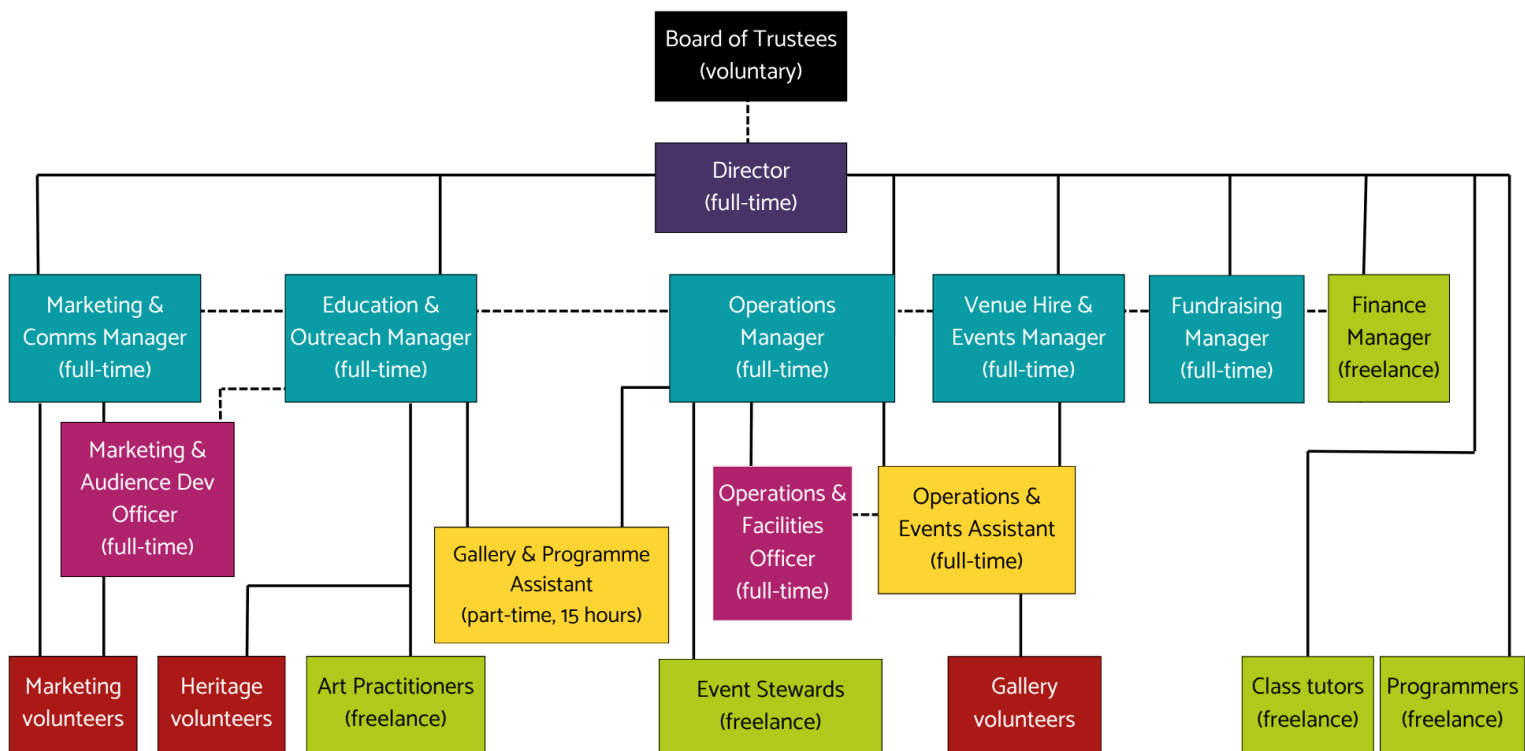 Board of Trustees
(voluntary)
Director
(full-time)
Marketing &
Comms Manager
(full-time)
Education &
Outreach Manager
(full-time)
Operations
Manager
(full-time)
Venue Hire &
Events Manager
(full-time)
Fundraising
Manager
(full-time)
Finance
Manager
(freelance)
Marketing &
Audience Dev
Officer
(full-time)
Gallery & Programme
Assistant
(part-time, 15 hours)
Operations &
Facilities
Officer
(full-time)
Operations &
Events Assistant
(full-time)
Marketing
volunteers
Heritage
volunteers
Art Practitioners
(freelance)
Event Stewards
(freelance)
Gallery
volunteers
Class tutors
(freelance)
Programmers
(freelance)